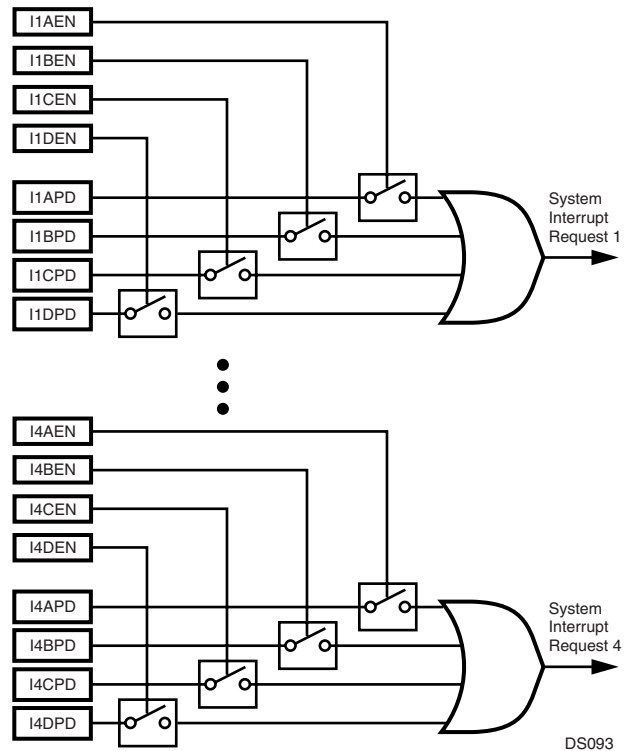 I1AEN
I1BEN
I1CEN
I1DEN
I1APD
I1BPD
I1CPD
I1DPD
System
Interrupt
Request 1
I4AEN
I4BEN
I4CEN
I4DEN
I4APD
I4BPD
I4CPD
I4DPD
System
Interrupt
Request 4
DS093